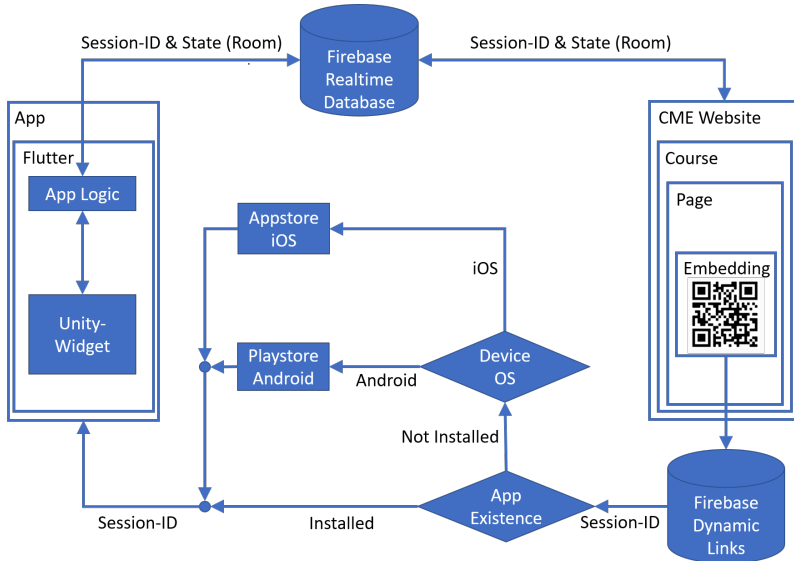 Session-ID & State (Room)
Firebase
Realtime
Database
Session-ID & State (Room)
App
Flutter
App Logic
Unity-
Widget
Appstore
iOS
iOS
Playstore
Android
Android
Device
OS
Not Installed
App
Existence
Installed
Session-ID
Session-ID
CME Website
Course
Page
Embedding
Firebase
Dynamic
Links